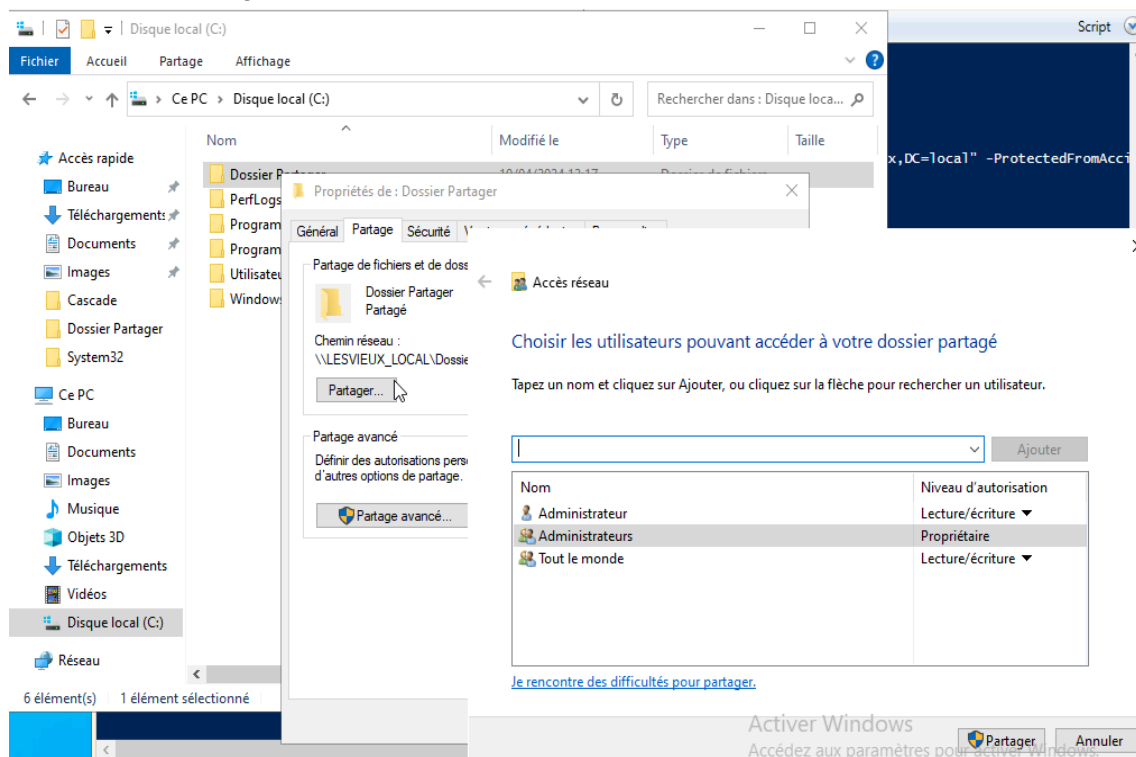 Disque local (C:)
Script
Fichier Accueil Partage Affichage
Ce PC > Disque local (C:)
Rechercher dans : Disque loca...
Nom Modifié le Type Taille
x,DC=local" -ProtectedFromAcci
Accès rapide
Bureau
Téléchargements
Documents
Images
Cascade
Dossier Partager
System32
Ce PC
Bureau
Documents
Images
Musique
Objets 3D
Téléchargements
Vidéos
Disque local (C:)
Réseau
6 élément(s) 1 élément sélectionné
Dossier
PerfLogs
Program
Program
Utilisateu
Window
Propriétés de : Dossier Partager
Général Partage Sécurité
Partage de fichiers et de doss
Dossier Partager
Partagé
Chemin réseau :
\\LESVIEUX_LOCAL\Dossie
Partager...
Partage avancé
Définir des autorisations pers
d'autres options de partage.
Partage avancé...
Accès réseau
Choisir les utilisateurs pouvant accéder à votre dossier partagé
Tapez un nom et cliquez sur Ajouter, ou cliquez sur la flèche pour rechercher un utilisateur.
Ajouter
Nom Niveau d'autorisation
Administrateur Lecture/écriture
Administrateurs Propriétaire
Tout le monde Lecture/écriture
Je rencontre des difficultés pour partager.
Activer Windows
Accédez aux paramètres pour activer Windows.
Partager Annuler